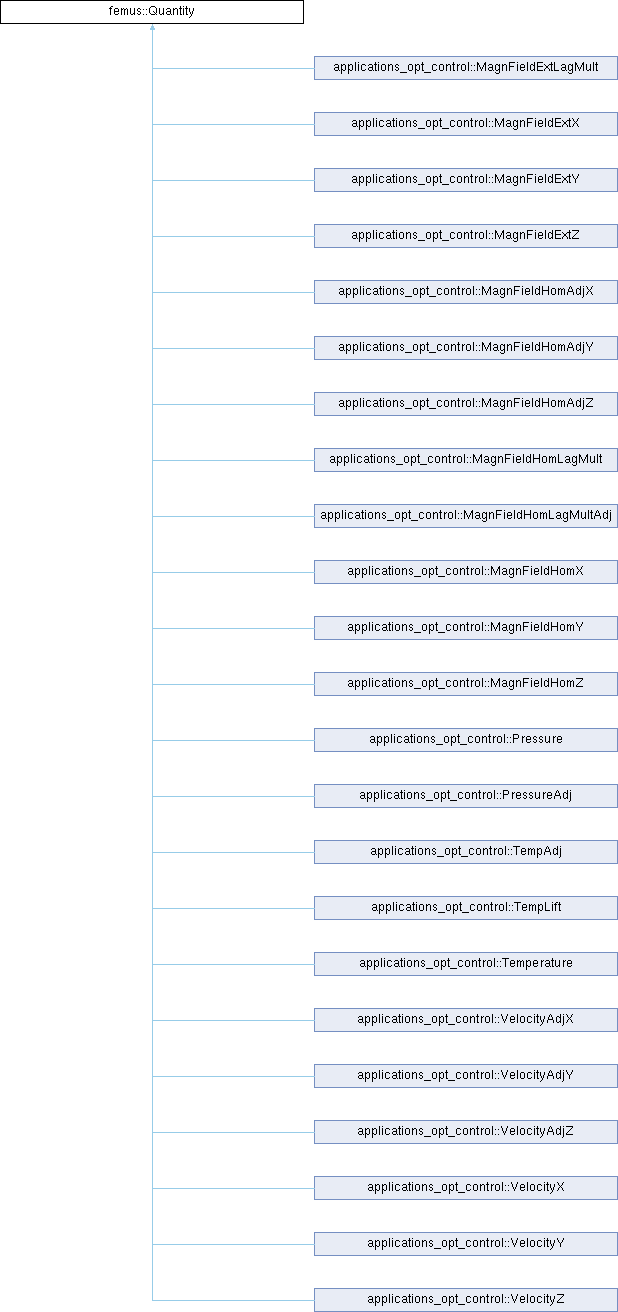 femus::Quantity
applications_opt_control::MagnFieldExtLagMult
applications_opt_control::MagnFieldExtX
applications_opt_control::MagnFieldExtY
applications_opt_control::MagnFieldExtZ
applications_opt_control::MagnFieldHomAdjX
applications_opt_control::MagnFieldHomAdjY
applications_opt_control::MagnFieldHomAdjZ
applications_opt_control::MagnFieldHomLagMult
applications_opt_control::MagnFieldHomLagMultAdj
applications_opt_control::MagnFieldHomX
applications_opt_control::MagnFieldHomY
applications_opt_control::MagnFieldHomZ
applications_opt_control::Pressure
applications_opt_control::PressureAdj
applications_opt_control::TempAdj
applications_opt_control::TempLift
applications_opt_control::Temperature
applications_opt_control::VelocityAdjX
applications_opt_control::VelocityAdjY
applications_opt_control::VelocityAdjZ
applications_opt_control::VelocityX
applications_opt_control::VelocityY
applications_opt_control::VelocityZ